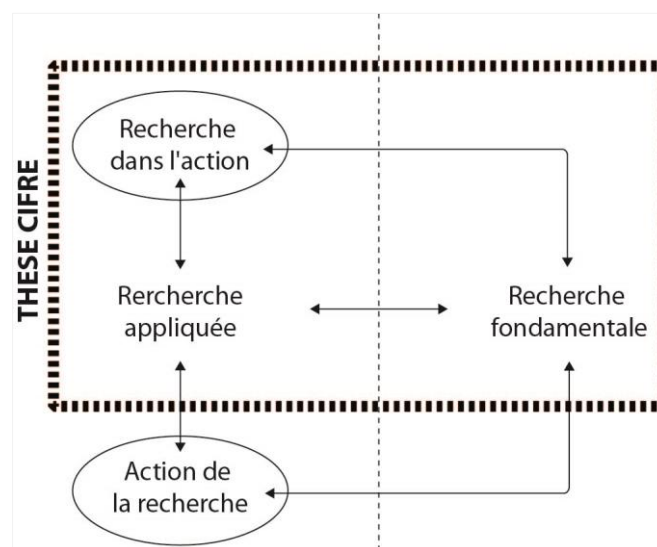 THESE CIFRE
Recherche
dans l'action
Rercherche
appliquée
Recherche
fondamentale
Action de
la recherche